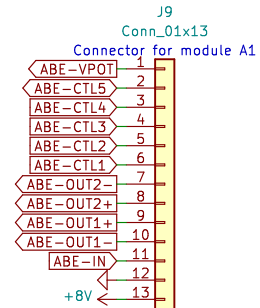 J9
Conn_01x13
Connector for module A1
ABE-VPOT 1
ABE-CTL5 2
ABE-CTL4 3
ABE-CTL3 4
ABE-CTL2 5
ABE-CTL1 6
ABE-OUT2- 7
ABE-OUT2+ 8
ABE-OUT1+ 9
ABE-OUT1- 10
ABE-IN 11
12
+8V 13